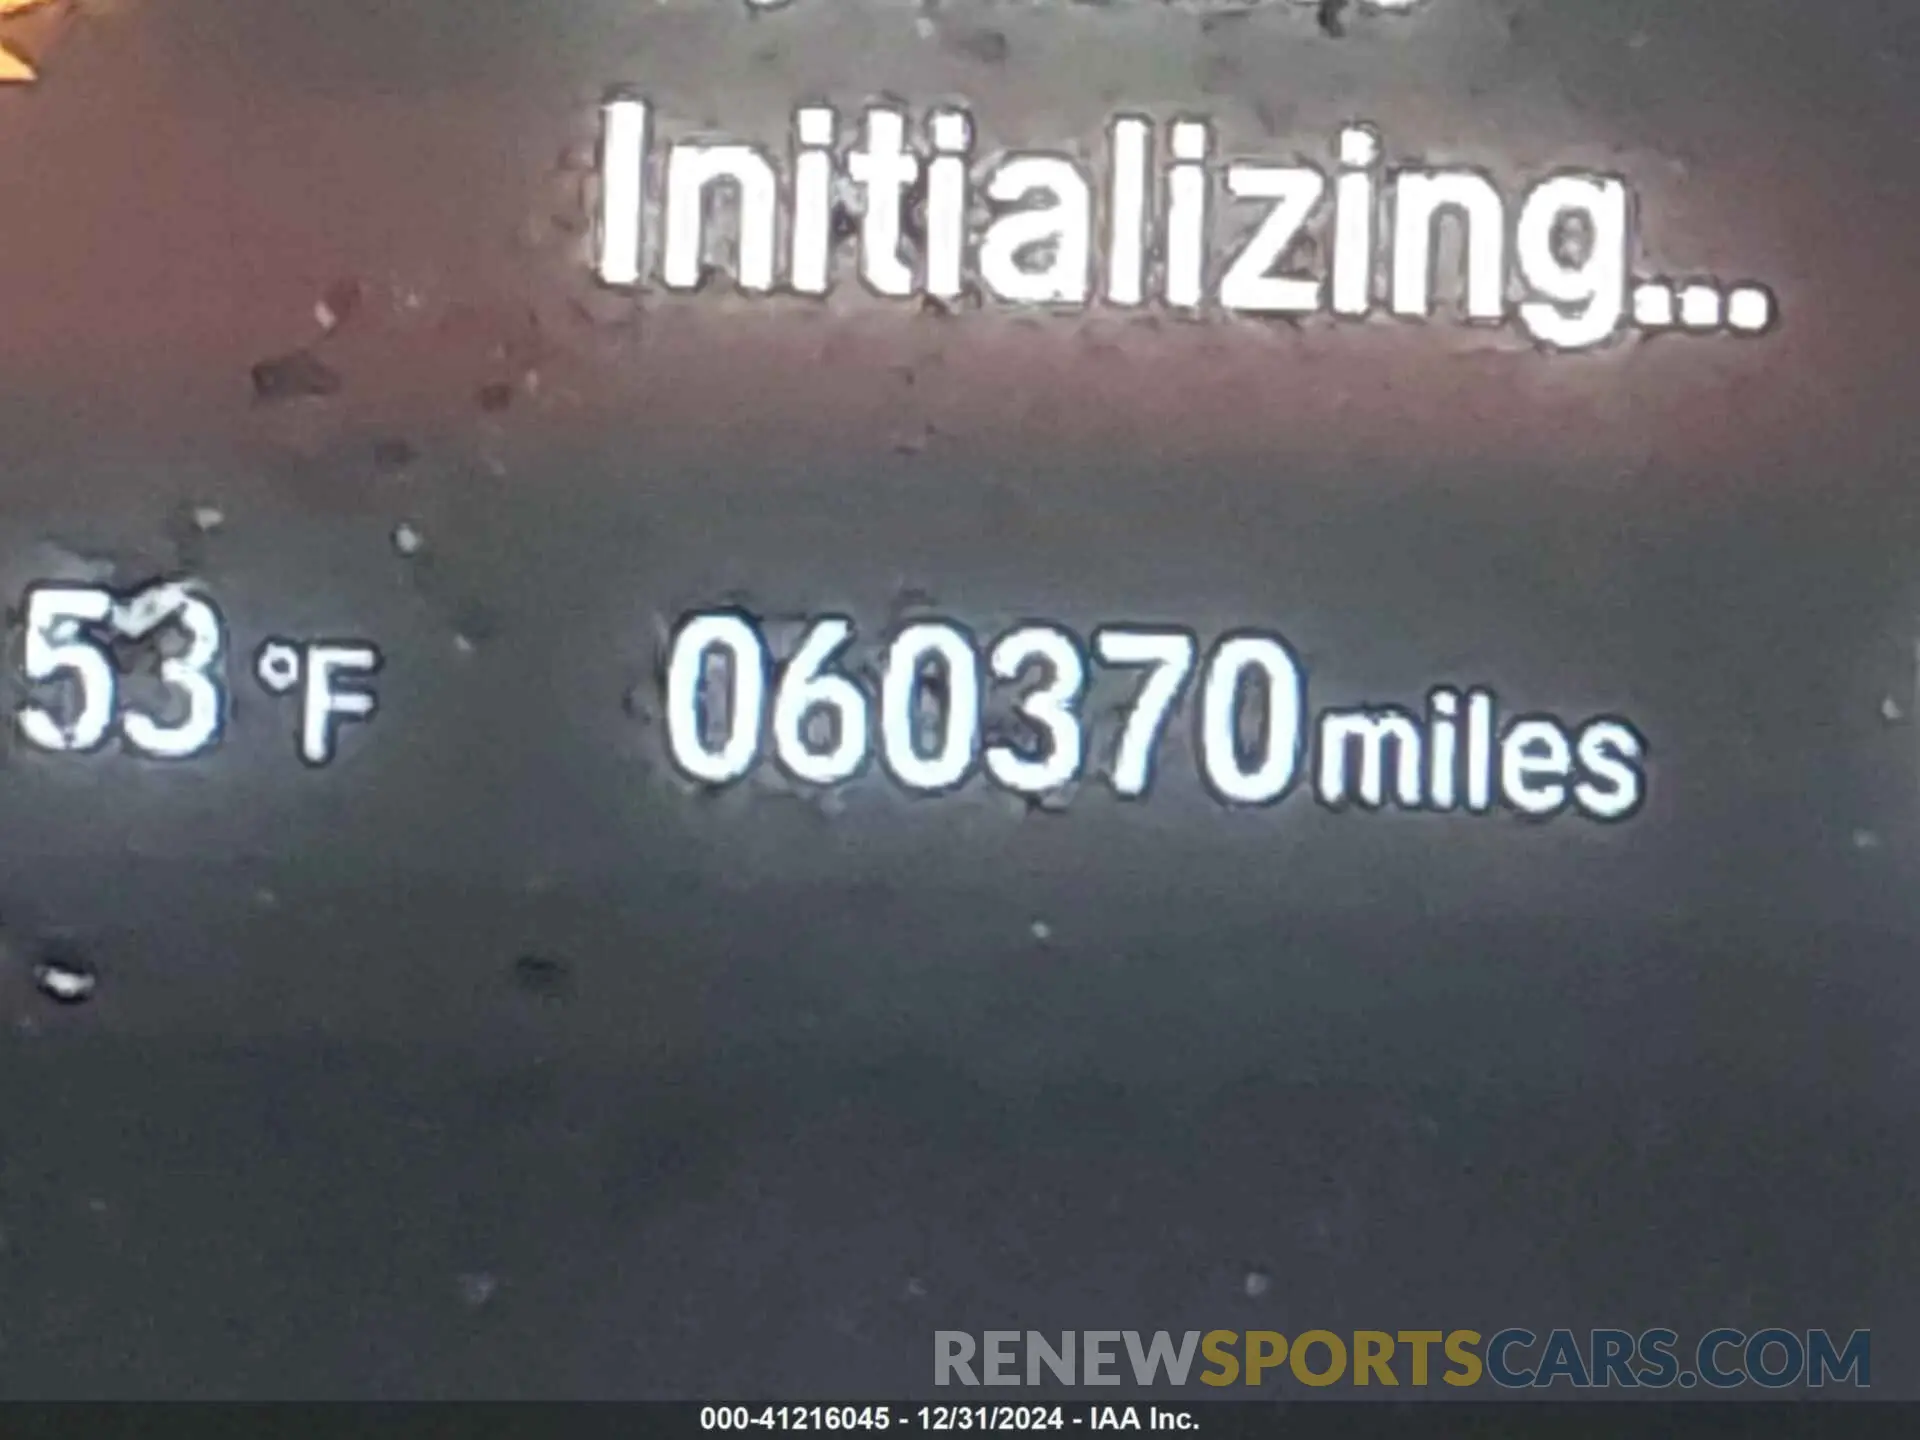 Initializing...
53 °F 060370 miles
RENEWSPORTSCARS.COM
000-41216045 - 12/31/2024 - IAA Inc.